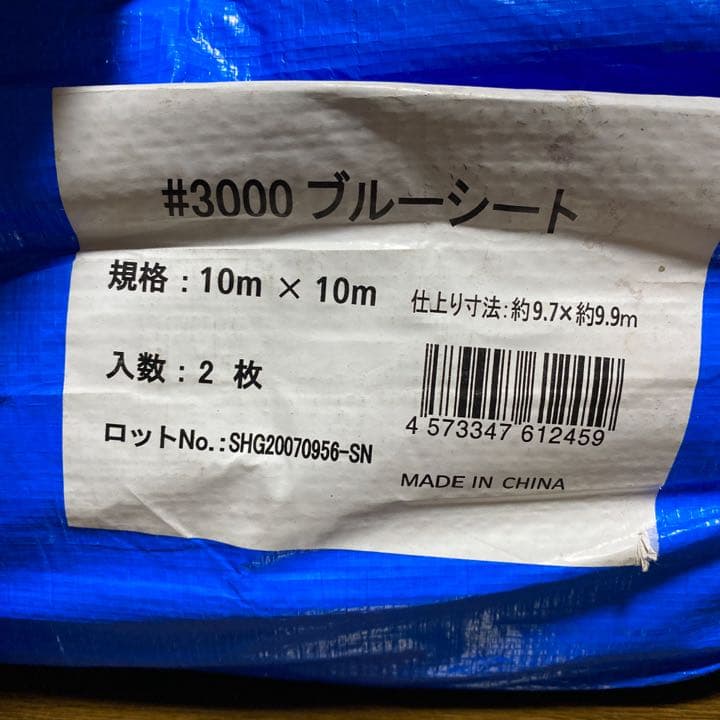 #3000 ブルーシート
規格 : 10m × 10m
仕上り寸法:約9.7×約9.9m
入数 : 2 枚
4 573347 612459
ロットNo.:SHG20070956-SN
MADE IN CHINA